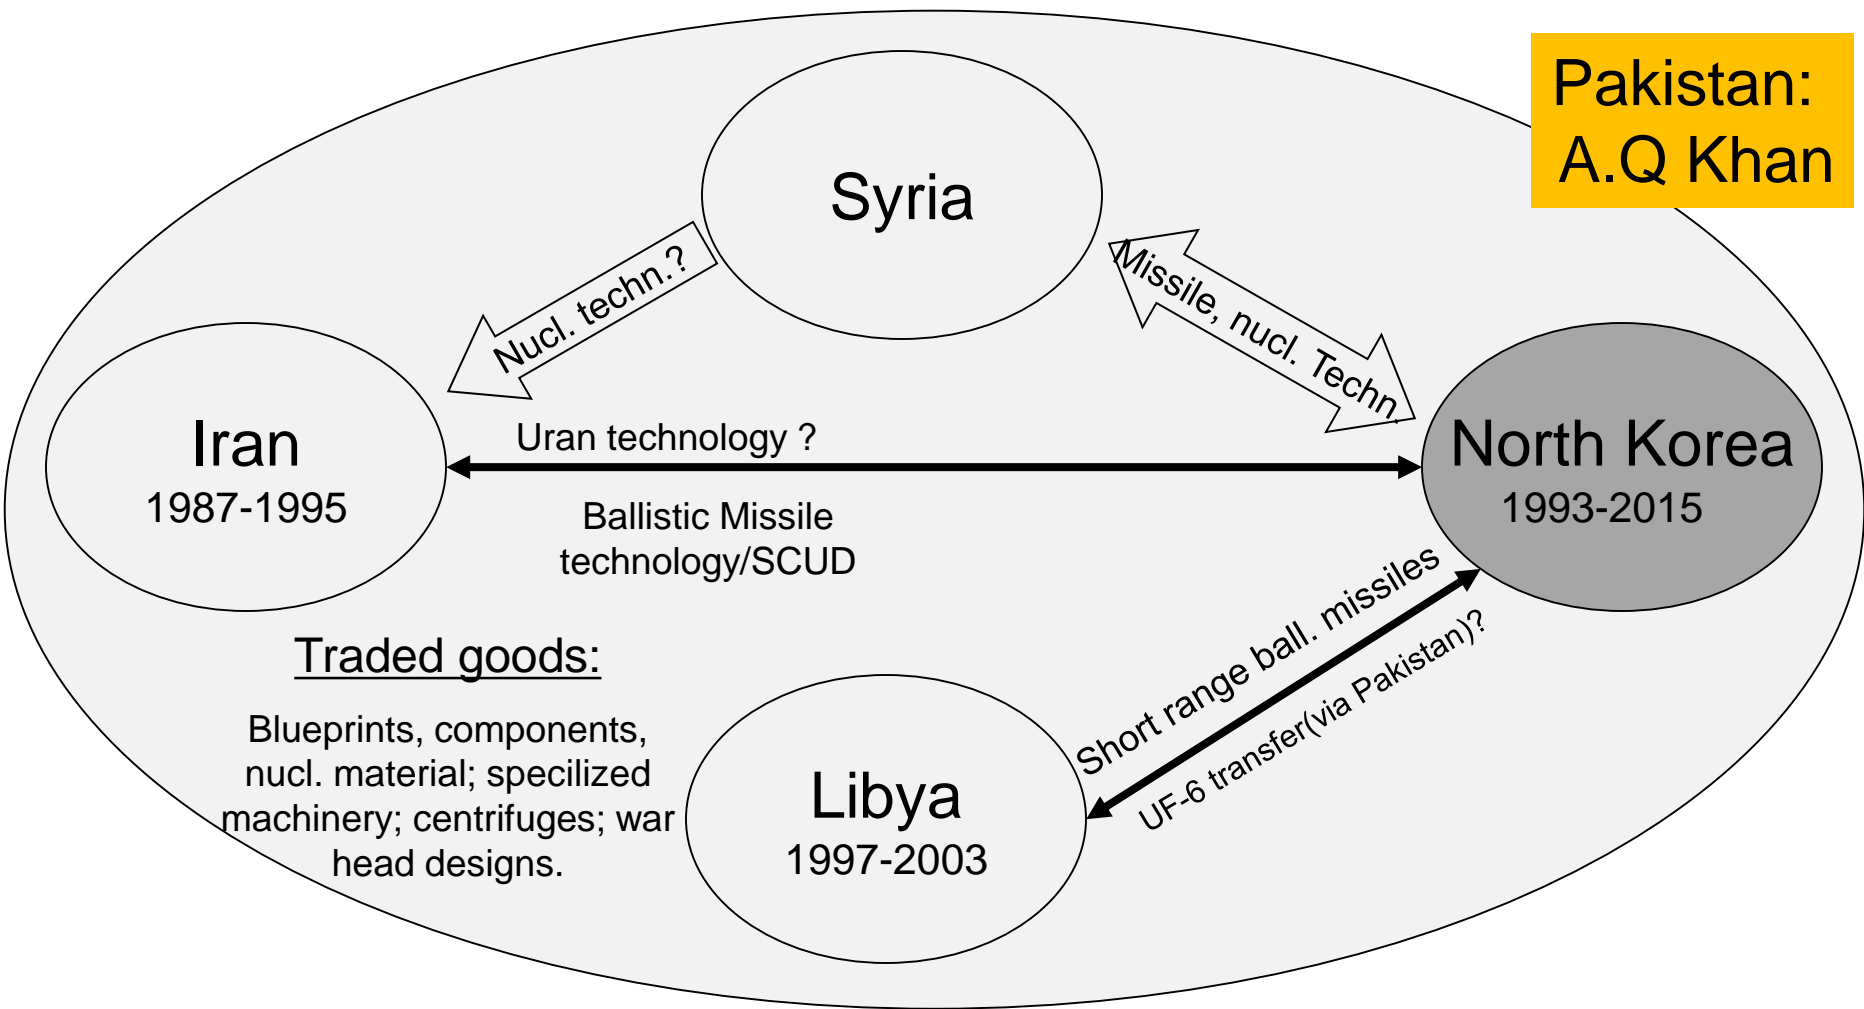 Pakistan:
A.Q Khan
Syria
Nucl. techn.?
Missile, nucl. Techn.
Iran
1987-1995
Uran technology ?
Ballistic Missile
technology/SCUD
North Korea
1993-2015
Traded goods:
Blueprints, components,
nucl. material; specilized
machinery; centrifuges; war
head designs.
Libya
1997-2003
Short range ball. missiles
UF-6 transfer(via Pakistan)?